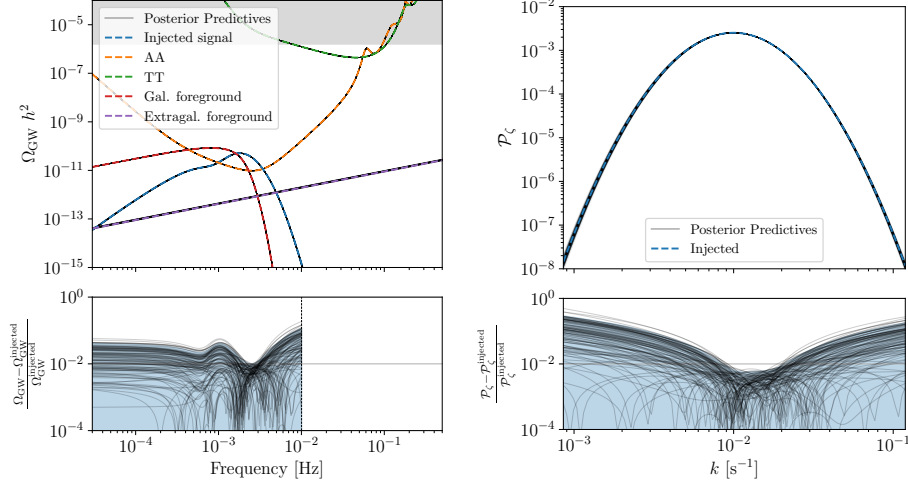 10^{-5}
10^{-7}
10^{-9}
10^{-11}
10^{-13}
10^{-15}
Ω_GW h^2
Posterior Predictives
Injected signal
AA
TT
Gal. foreground
Extragal. foreground
10^{0}
10^{-2}
10^{-4}
\frac{Ω_GW − Ω_GW^injected}{Ω_GW^injected}
10^{-4}
10^{-3}
10^{-2}
10^{-1}
Frequency [Hz]
10^{-2}
10^{-3}
10^{-4}
10^{-5}
10^{-6}
10^{-7}
10^{-8}
𝒫_ζ
Posterior Predictives
Injected
10^{0}
10^{-2}
10^{-4}
\frac{𝒫_ζ − 𝒫_ζ^injected}{𝒫_ζ^injected}
10^{-3}
10^{-2}
10^{-1}
k [s^{-1}]